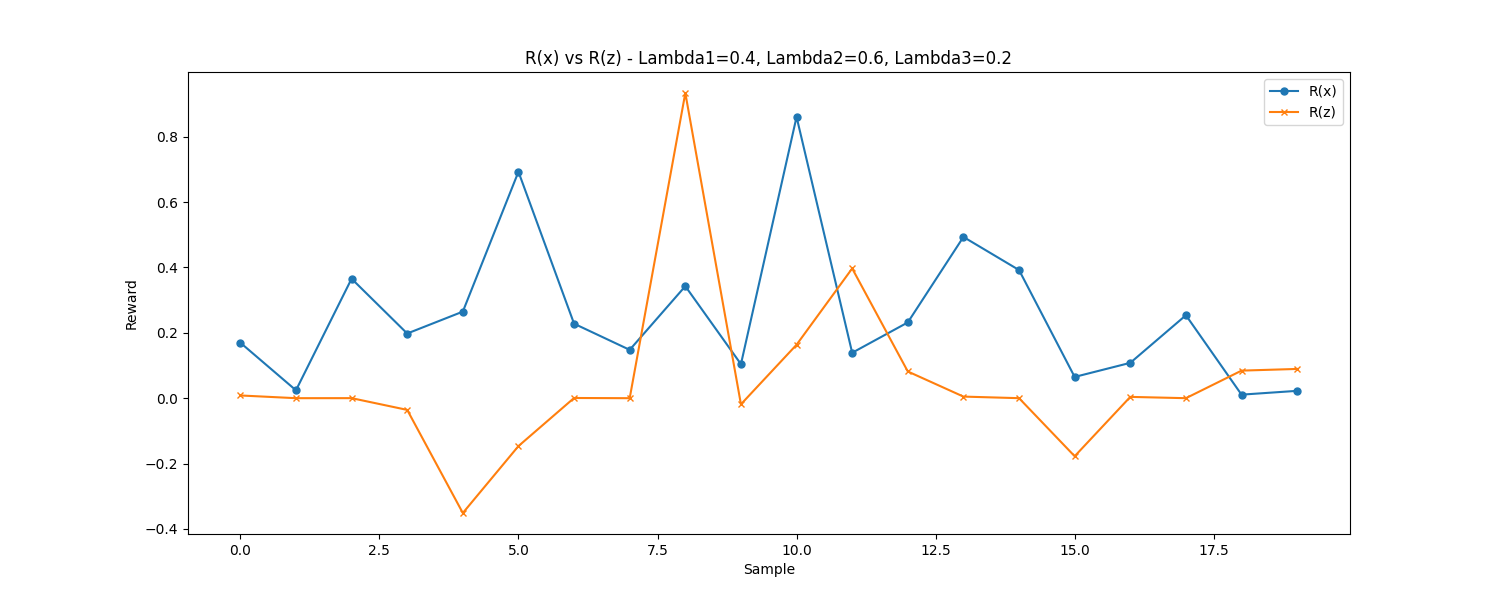 R(x) vs R(z) - Lambda1=0.4, Lambda2=0.6, Lambda3=0.2
R(x)
R(z)
Reward
0.8
0.6
0.4
0.2
0.0
−0.2
−0.4
0.0 2.5 5.0 7.5 10.0 12.5 15.0 17.5
Sample